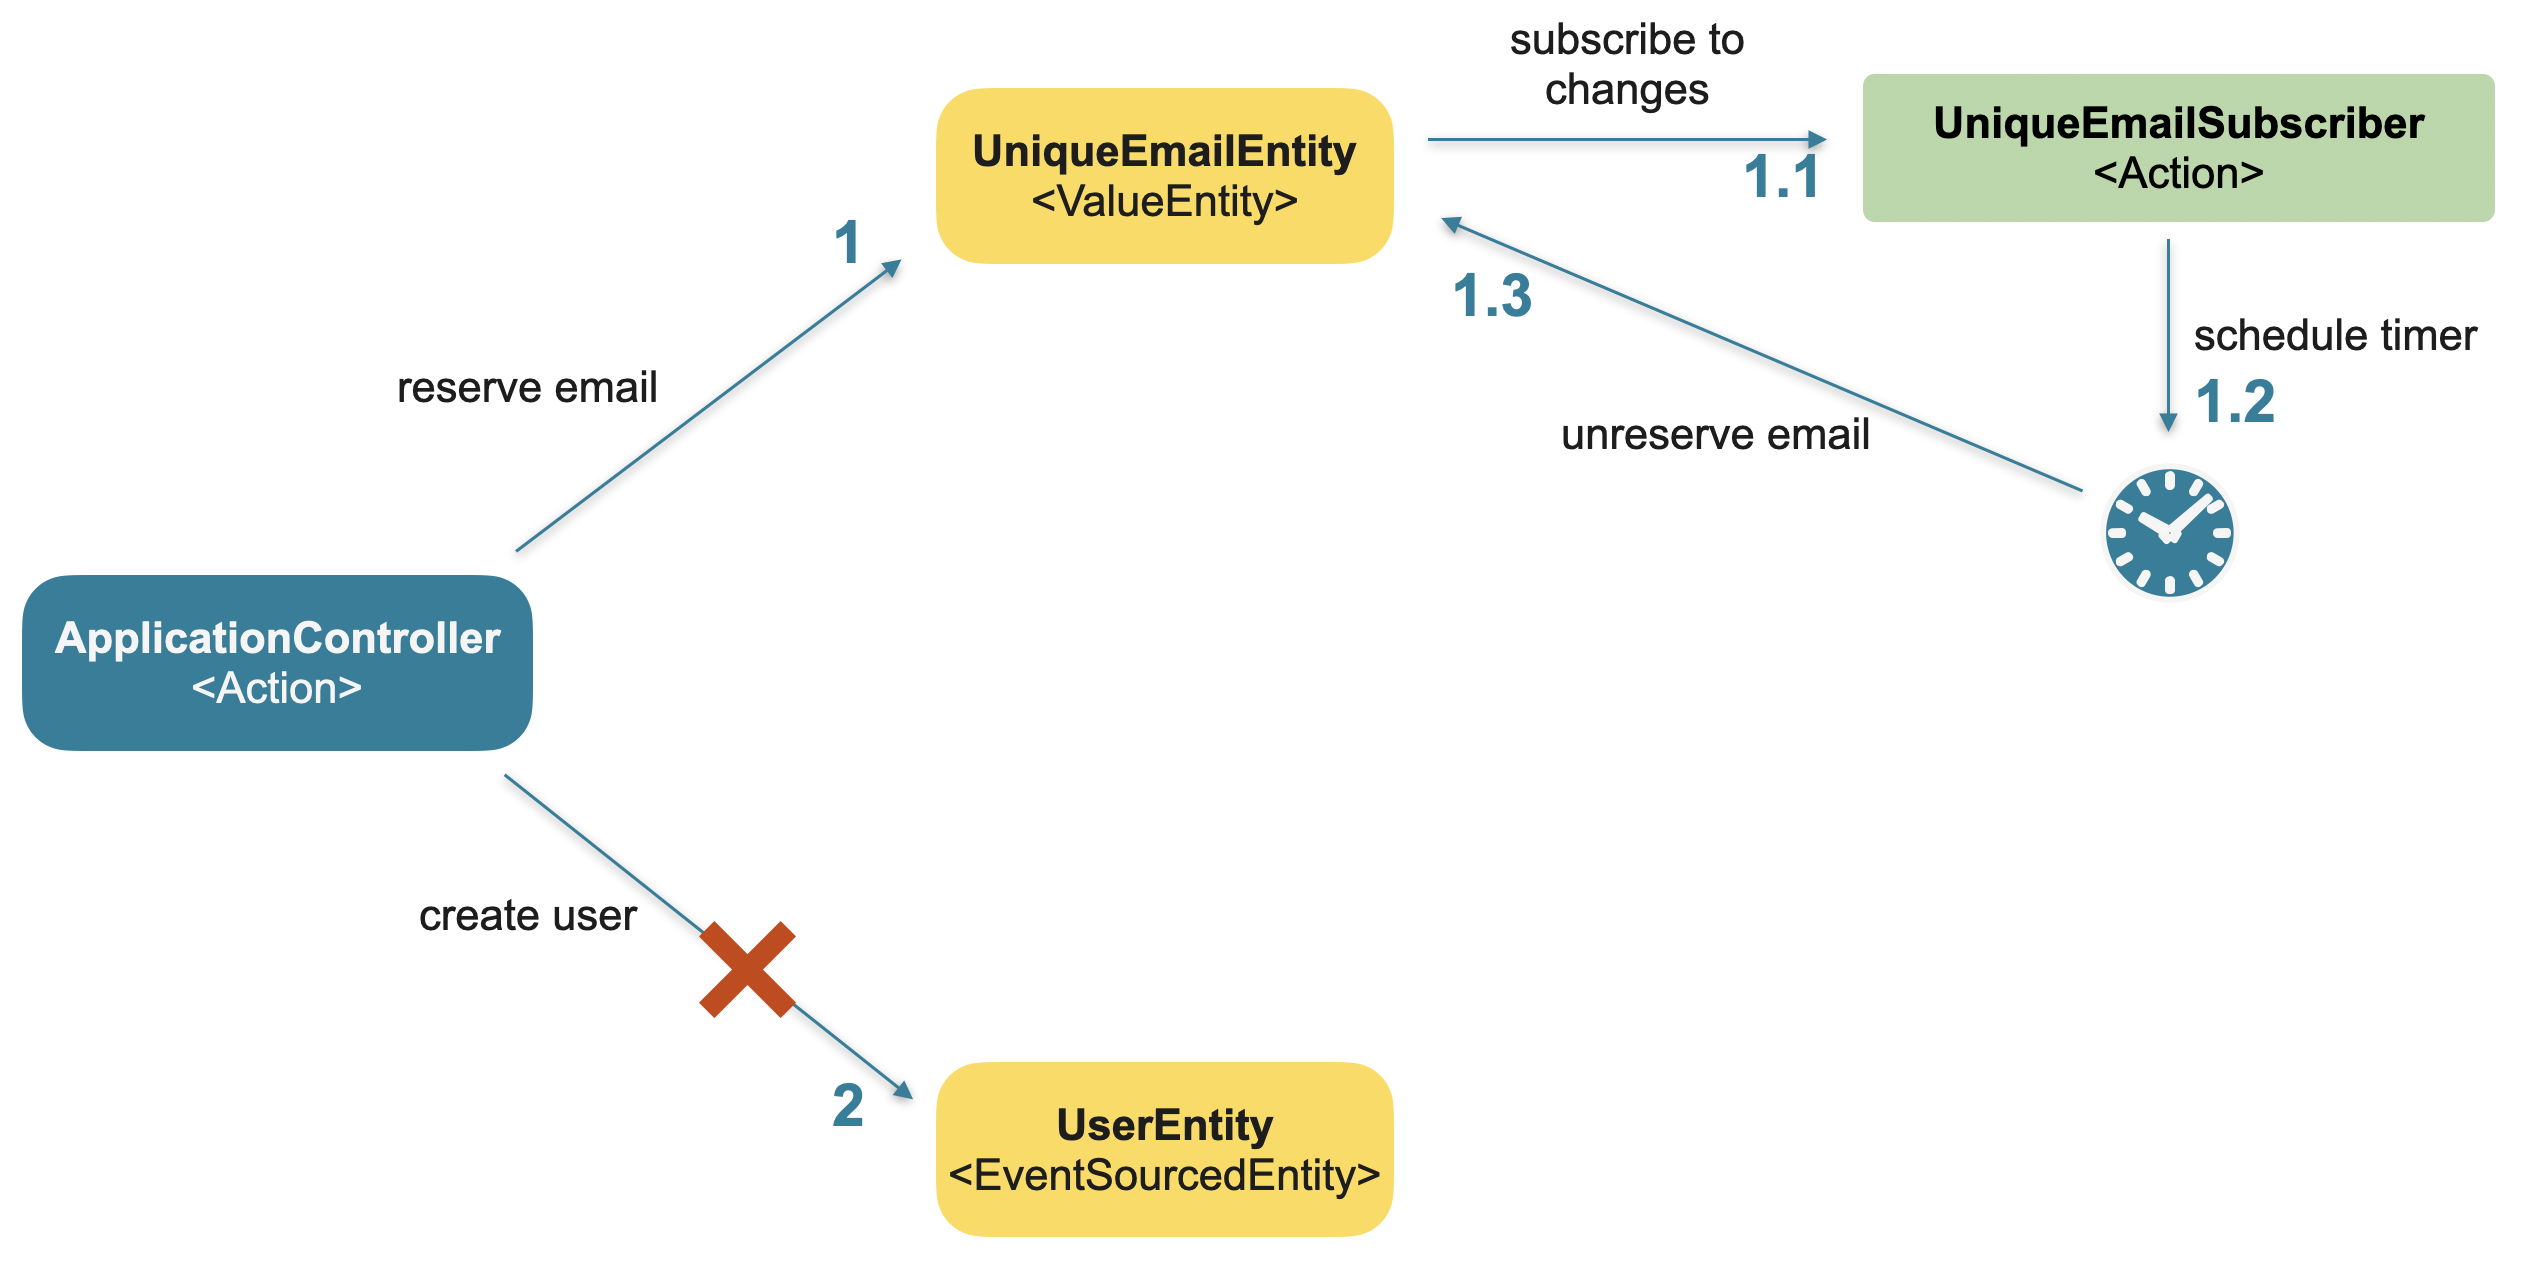 subscribe to
changes
UniqueEmailEntity
<ValueEntity>
1.1
UniqueEmailSubscriber
<Action>
1
1.3
schedule timer
1.2
reserve email
unreserve email
ApplicationController
<Action>
create user
2
UserEntity
<EventSourcedEntity>